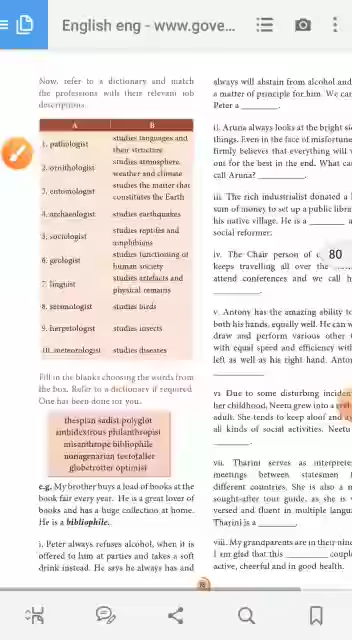 English eng - www.gove...
Now, refer to a dictionary and match
the professions with their relevant job
descriptions.
A B
1. pathologist studies languages and their structure
2. ornithologist studies atmosphere, weather and climate
3. entomologist studies the matter that constitutes the Earth
4. archaeologist studies earthquakes
5. sociologist studies reptiles and amphibians
6. geologist studies functioning of human society
7. linguist studies artefacts and physical remains
8. seismologist studies birds
9. herpetologist studies insects
10. meteorologist studies diseases
Fill in the blanks choosing the words from
the box. Refer to a dictionary if required.
One has been done for you.
thespian sadist polyglot
ambidextrous philanthropist
misanthrope bibliophile
nonagenarian teetotaller
globetrotter optimist
e.g. My brother buys a load of books at the
book fair every year. He is a great lover of
books and has a huge collection at home.
He is a bibliophile.
i. Peter always refuses alcohol, when it is
offered to him at parties and takes a soft
drink instead. He says he always has and
always will abstain from alcohol and
a matter of principle for him. We can
Peter a ________.
ii. Aruna always looks at the bright
things. Even in the face of misfortune
firmly believes that everything will
out for the best in the end. What can
call Aruna? ________.
iii. The rich industrialist donated a
sum of money to set up a public
his native village. He is a ________ a
social reformer.
iv. The Chair person of
keeps travelling all over the
attend conferences and we call h
________.
80
v. Antony has the amazing ability to
both his hands, equally well. He can
draw and perform various other
with equal speed and efficiency with
left as well as his right hand.
________
vi Due to some disturbing
her childhood, Neetu grew into a
adult. She tends to keep aloof and
all kinds of social activities. Neetu
________.
vii. Tharini serves as
meetings between statesmen
different countries. She is also a
sought-after tour guide, as she is
versed and fluent in multiple
Tharini is a ________.
viii. My grandparents are in their
I am glad that this ________
active, cheerful and in good health.